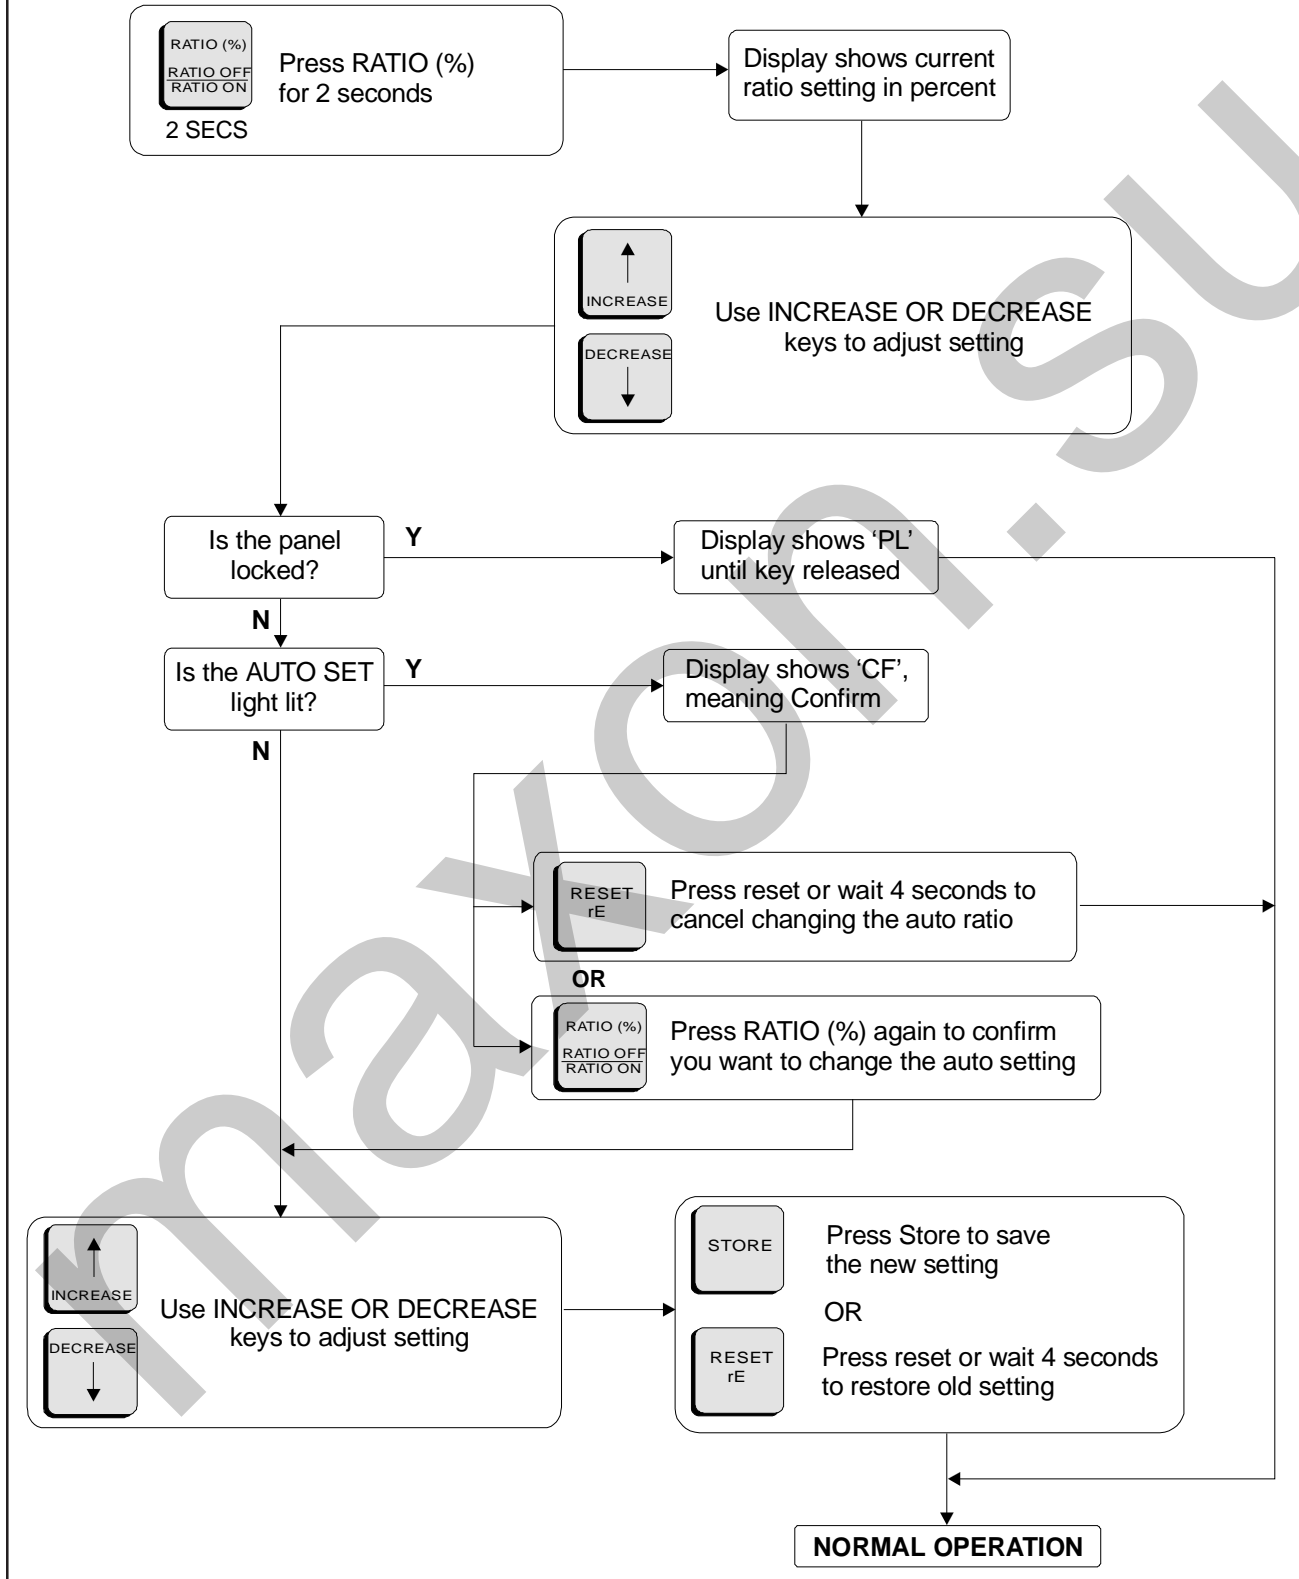 RATIO (%)
RATIO OFF
RATIO ON
2 SECS
Press RATIO (%)
for 2 seconds
Display shows current
ratio setting in percent
INCREASE
DECREASE
Use INCREASE OR DECREASE
keys to adjust setting
Is the panel
locked?
Y
Display shows ‘PL’
until key released
N
Is the AUTO SET
light lit?
Y
Display shows ‘CF’,
meaning Confirm
N
RESET
rE
Press reset or wait 4 seconds to
cancel changing the auto ratio
OR
RATIO (%)
RATIO OFF
RATIO ON
Press RATIO (%) again to confirm
you want to change the auto setting
INCREASE
DECREASE
Use INCREASE OR DECREASE
keys to adjust setting
STORE
Press Store to save
the new setting
OR
RESET
rE
Press reset or wait 4 seconds
to restore old setting
NORMAL OPERATION
maxon.su